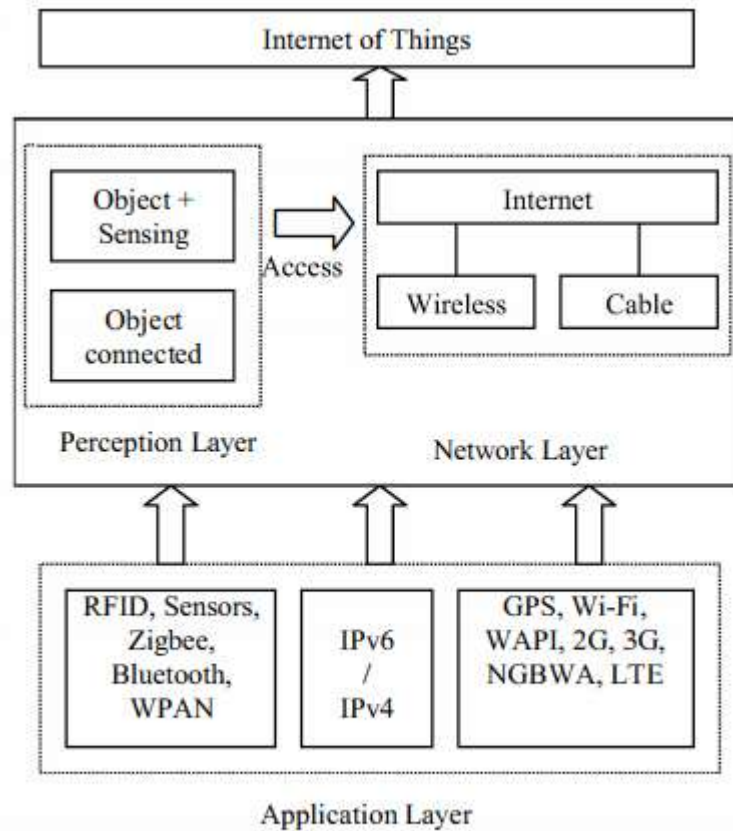 Internet of Things
Object +
Sensing
Object
connected
Access
Internet
Wireless
Cable
Perception Layer
Network Layer
RFID, Sensors,
Zigbee,
Bluetooth,
WPAN
IPv6
/
IPv4
GPS, Wi-Fi,
WAPI, 2G, 3G,
NGBWA, LTE
Application Layer